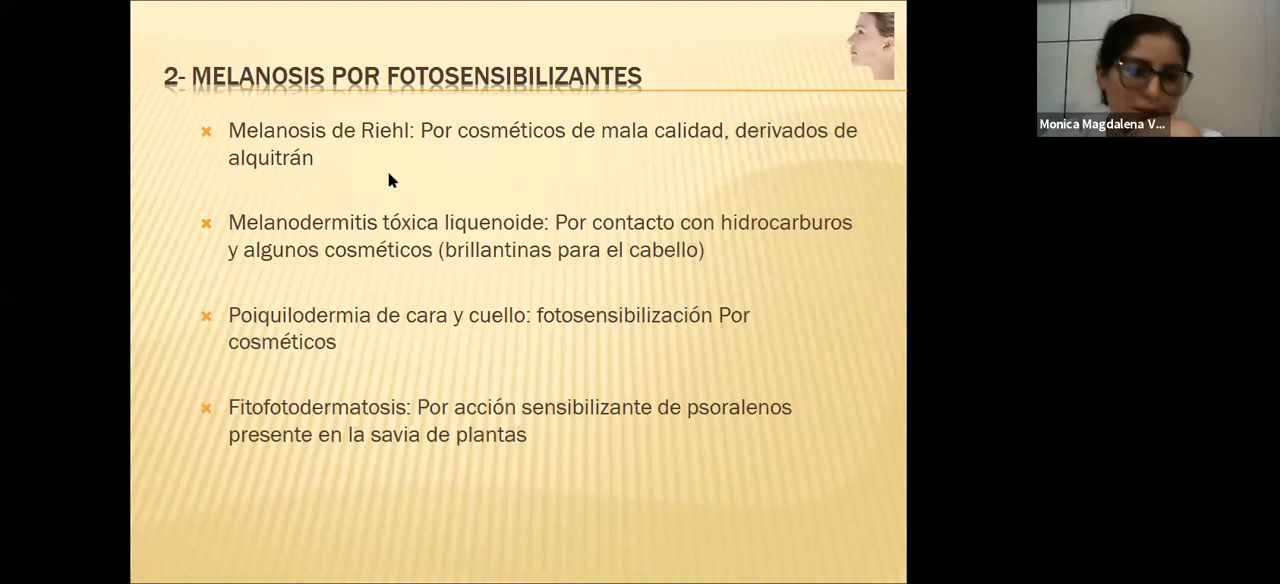 2- MELANOSIS POR FOTOSENSIBILIZANTES
Melanosis de Riehl: Por cosméticos de mala calidad, derivados de
alquitrán
Melanodermitis tóxica liquenoide: Por contacto con hidrocarburos
y algunos cosméticos (brillantinas para el cabello)
Poiquilodermia de cara y cuello: fotosensibilización Por
cosméticos
Fitofotodermatosis: Por acción sensibilizante de psoralenos
presente en la savia de plantas
Monica Magdalena V...